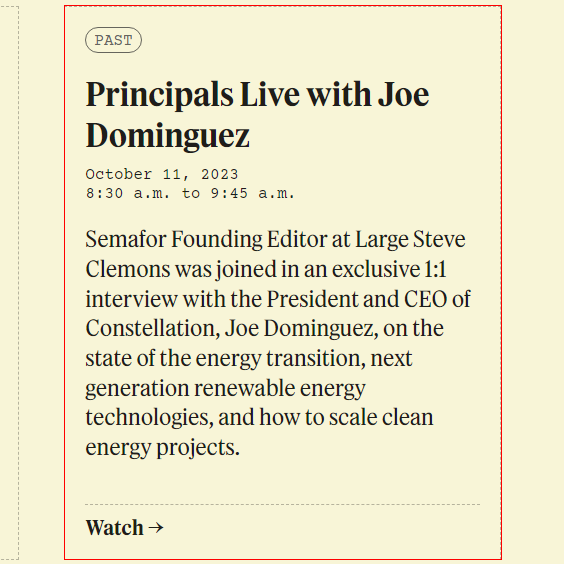 PAST
Principals Live with Joe
Dominguez
October 11, 2023
8:30 a.m. to 9:45 a.m.
Semafor Founding Editor at Large Steve
Clemons was joined in an exclusive 1:1
interview with the President and CEO of
Constellation, Joe Dominguez, on the
state of the energy transition, next
generation renewable energy
technologies, and how to scale clean
energy projects.
Watch →